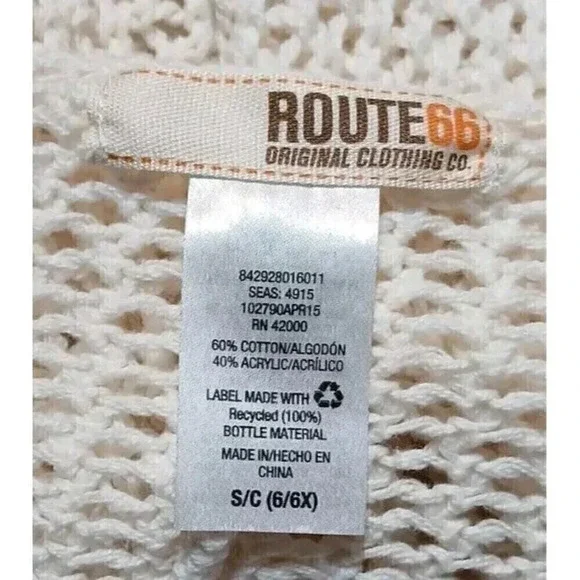 ROUTE66
ORIGINAL CLOTHING CO.
842928016011
SEAS: 4915
102790APR15
RN 42000
60% COTTON/ALGODÓN
40% ACRYLIC/ACRÍLICO
LABEL MADE WITH
Recycled (100%)
BOTTLE MATERIAL
MADE IN/HECHO EN
CHINA
S/C (6/6X)